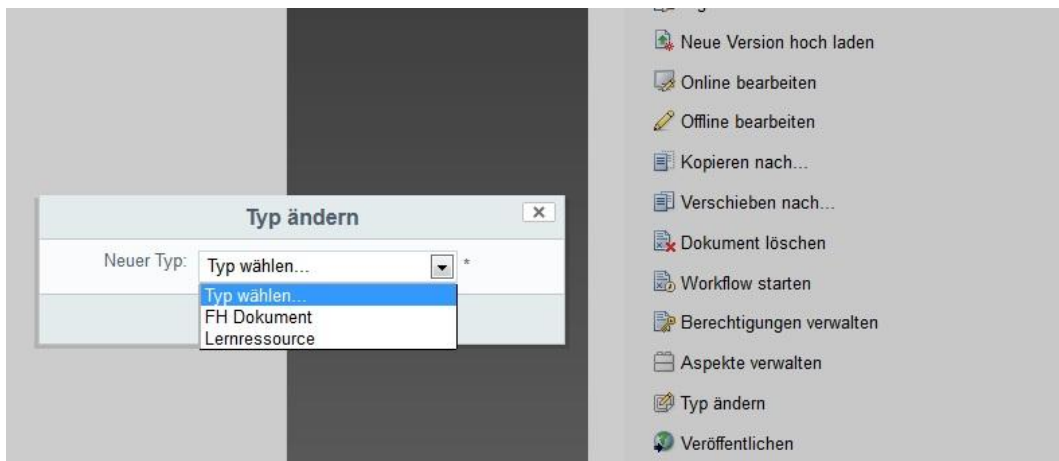 Neue Version hoch laden
Online bearbeiten
Offline bearbeiten
Kopieren nach...
Verschieben nach...
Dokument löschen
Workflow starten
Berechtigungen verwalten
Aspekte verwalten
Typ ändern
Veröffentlichen
Typ ändern
Neuer Typ: Typ wählen... *
Typ wählen...
FH Dokument
Lernressource